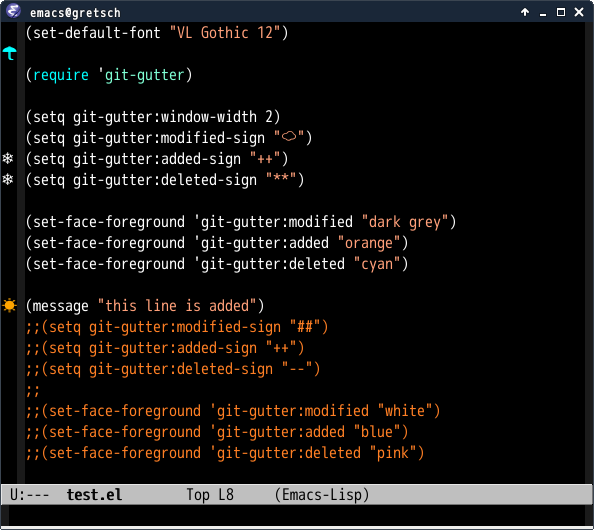 emacs@gretsch
(set-default-font "VL Gothic 12")
☂
(require 'git-gutter)
(setq git-gutter:window-width 2)
(setq git-gutter:modified-sign "☁")
❄ (setq git-gutter:added-sign "++")
❄ (setq git-gutter:deleted-sign "**")
(set-face-foreground 'git-gutter:modified "dark grey")
(set-face-foreground 'git-gutter:added "orange")
(set-face-foreground 'git-gutter:deleted "cyan")
☀ (message "this line is added")
;;(setq git-gutter:modified-sign "##")
;;(setq git-gutter:added-sign "++")
;;(setq git-gutter:deleted-sign "--")
;;
;;(set-face-foreground 'git-gutter:modified "white")
;;(set-face-foreground 'git-gutter:added "blue")
;;(set-face-foreground 'git-gutter:deleted "pink")
U:--- test.el Top L8 (Emacs-Lisp)